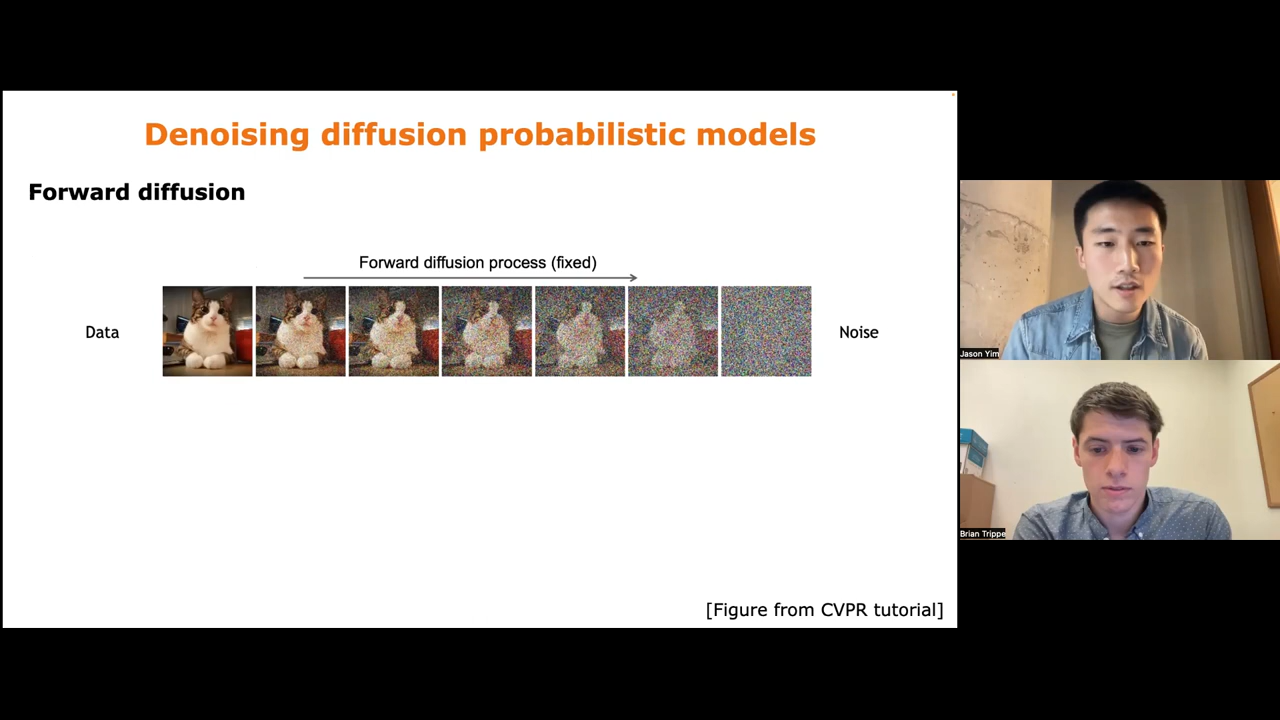 Denoising diffusion probabilistic models
Forward diffusion
Forward diffusion process (fixed)
Data
Noise
[Figure from CVPR tutorial]
Jason Yim
Brian Trippe